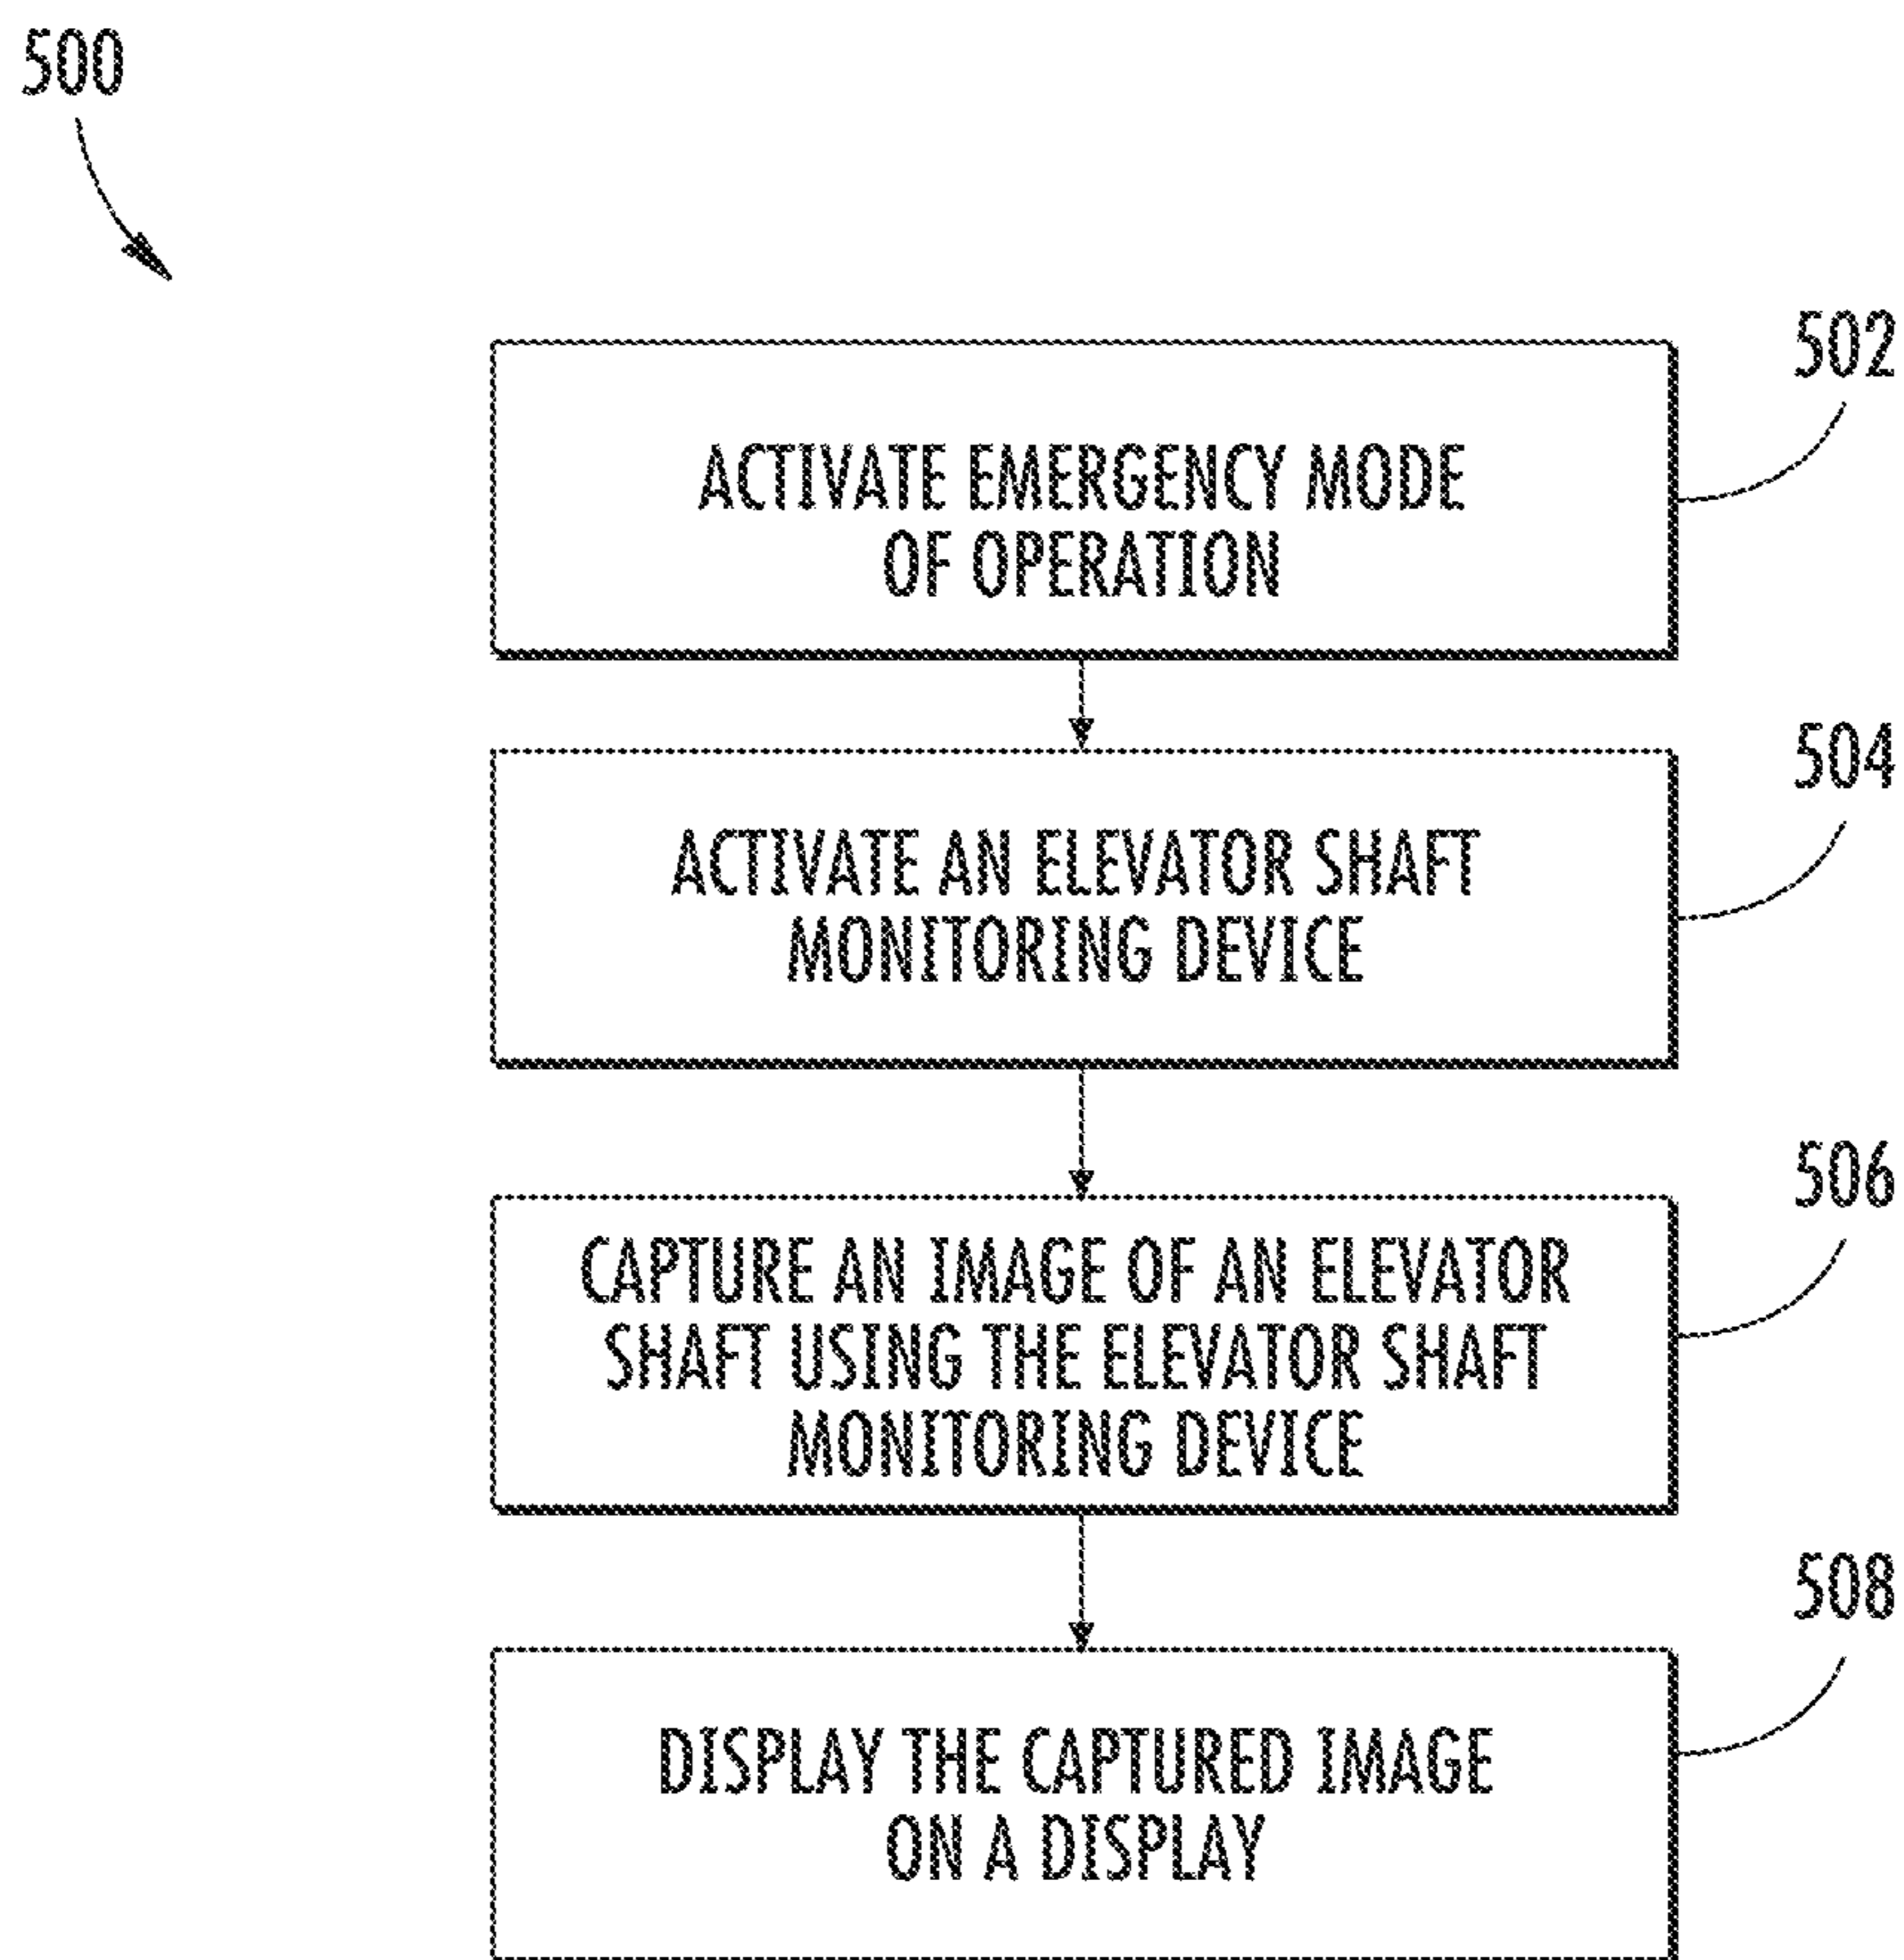 500
502
ACTIVATE EMERGENCY MODE
OF OPERATION
504
ACTIVATE AN ELEVATOR SHAFT
MONITORING DEVICE
506
CAPTURE AN IMAGE OF AN ELEVATOR
SHAFT USING THE ELEVATOR SHAFT
MONITORING DEVICE
508
DISPLAY THE CAPTURED IMAGE
ON A DISPLAY